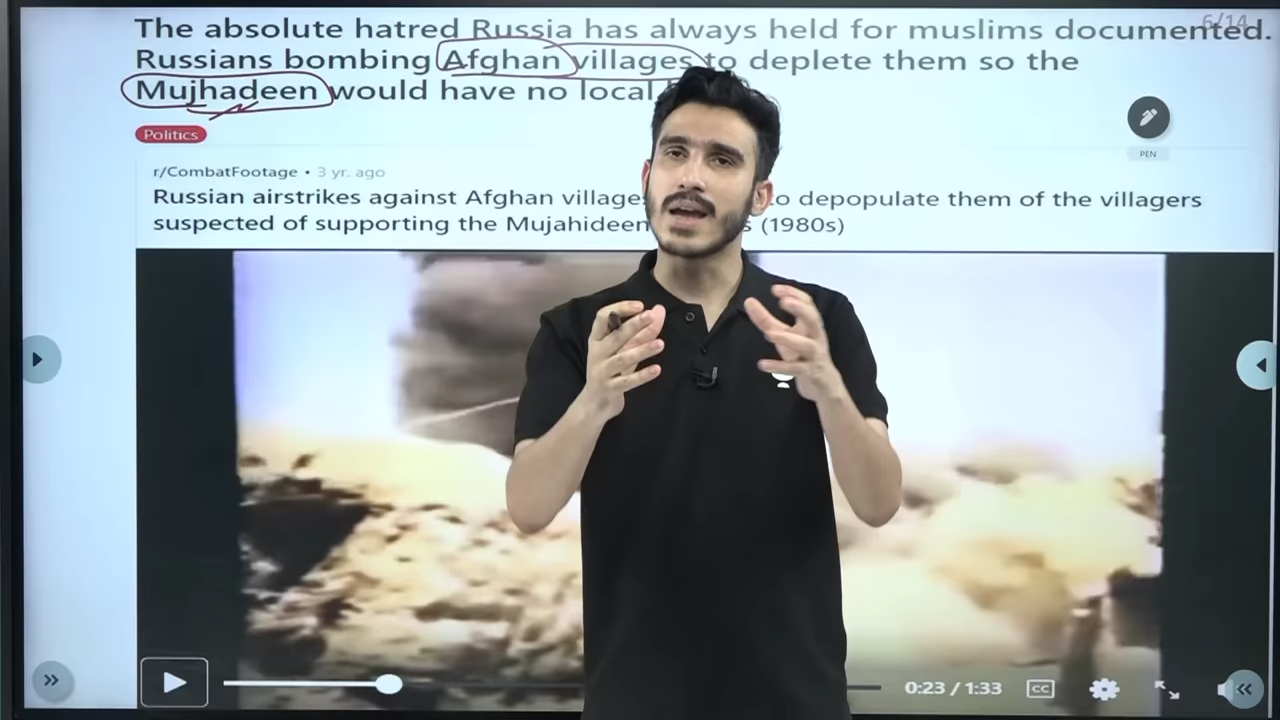 The absolute hatred Russia has always held for muslims documented.
6/14
Russians bombing Afghan villages to deplete them so the
Mujhadeen would have no local
Politics
PEN
r/CombatFootage • 3 yr. ago
Russian airstrikes against Afghan to depopulate them of the villagers
suspected of supporting the Mujahideen (1980s)
0:23 / 1:33
CC